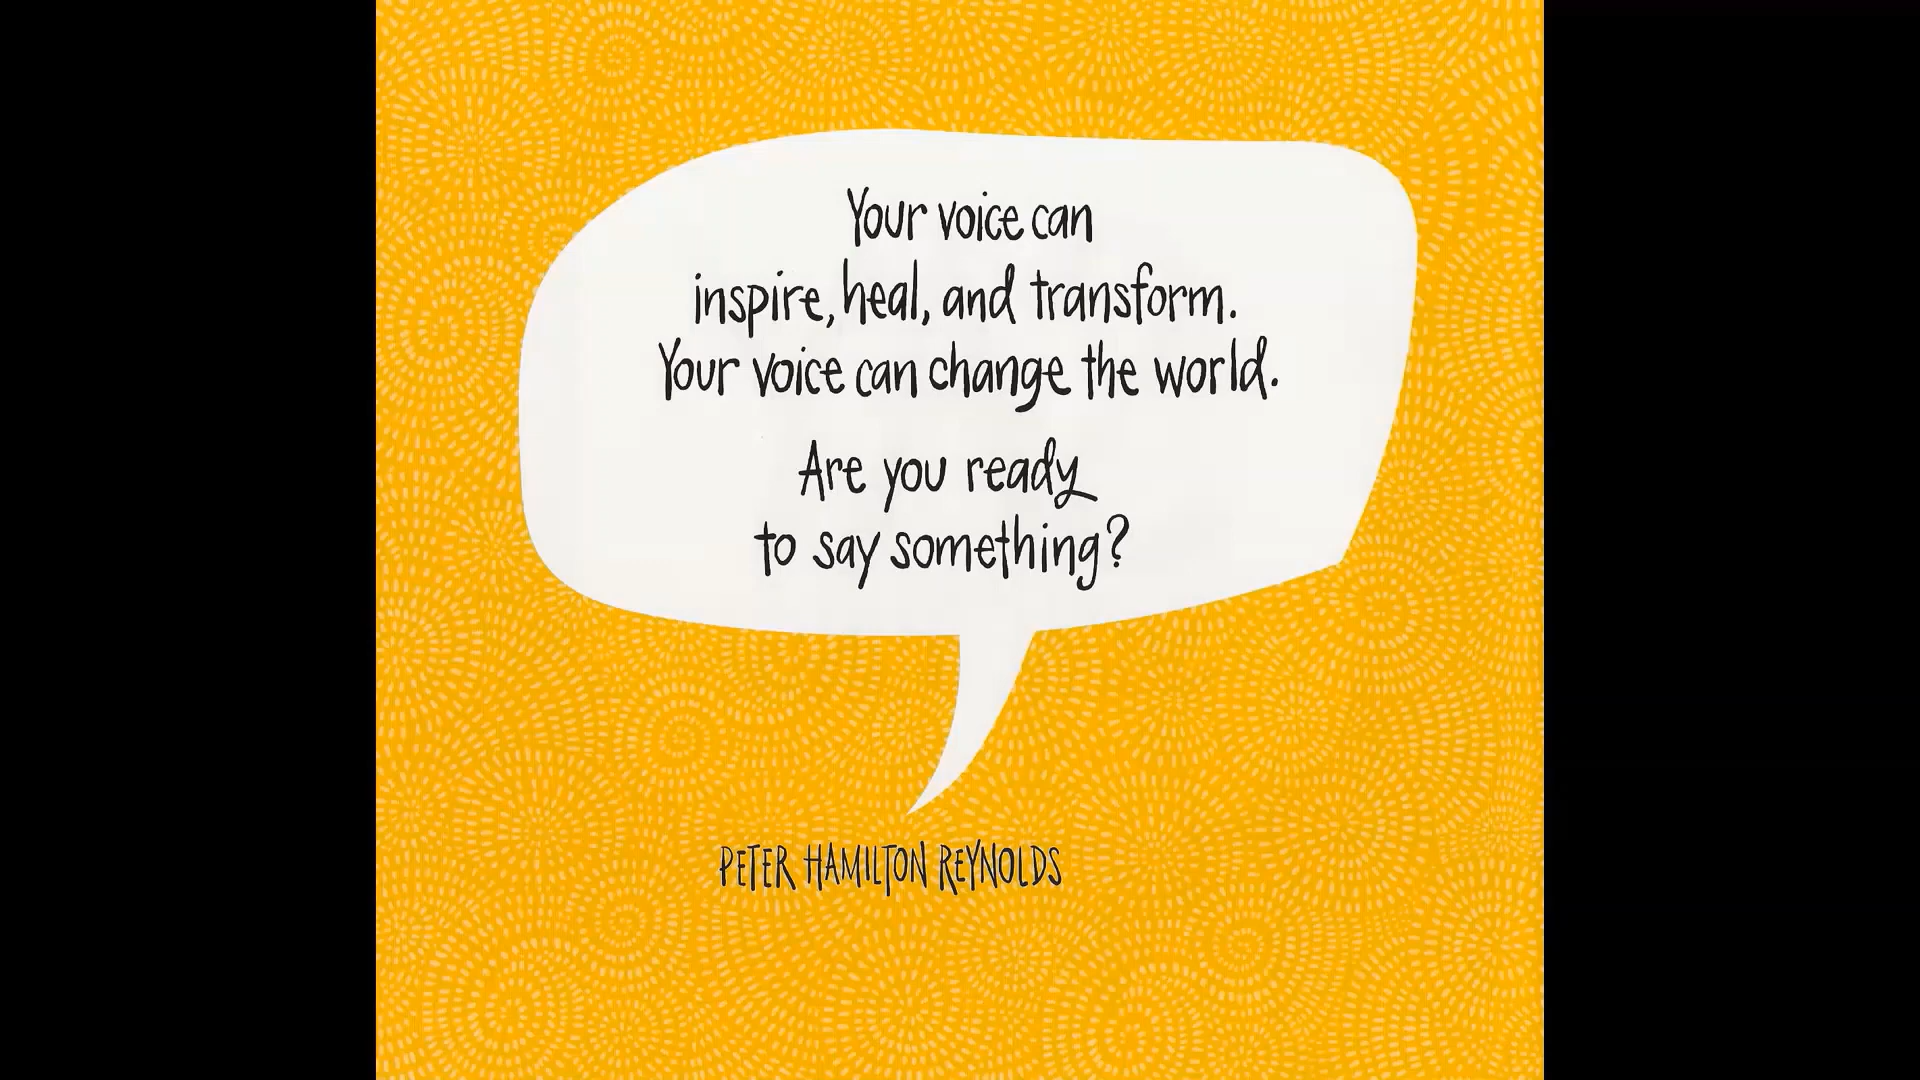 Your voice can
inspire, heal, and transform.
Your voice can change the world.
Are you ready
to say something?
PETER HAMILTON REYNOLDS